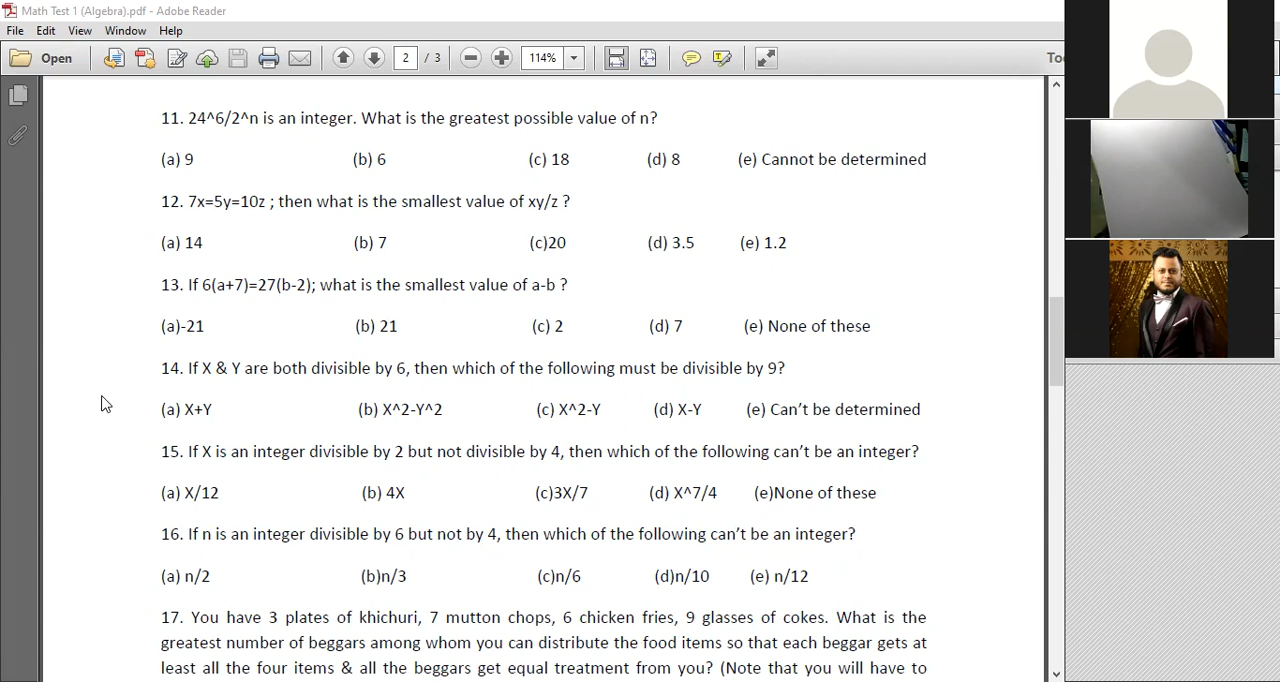 Math Test 1 (Algebra).pdf - Adobe Reader
File Edit View Window Help
Open 2 / 3 114% To
11. 24^6/2^n is an integer. What is the greatest possible value of n?
(a) 9 (b) 6 (c) 18 (d) 8 (e) Cannot be determined
12. 7x=5y=10z ; then what is the smallest value of xy/z ?
(a) 14 (b) 7 (c)20 (d) 3.5 (e) 1.2
13. If 6(a+7)=27(b-2); what is the smallest value of a-b ?
(a)-21 (b) 21 (c) 2 (d) 7 (e) None of these
14. If X & Y are both divisible by 6, then which of the following must be divisible by 9?
(a) X+Y (b) X^2-Y^2 (c) X^2-Y (d) X-Y (e) Can’t be determined
15. If X is an integer divisible by 2 but not divisible by 4, then which of the following can’t be an integer?
(a) X/12 (b) 4X (c)3X/7 (d) X^7/4 (e)None of these
16. If n is an integer divisible by 6 but not by 4, then which of the following can’t be an integer?
(a) n/2 (b)n/3 (c)n/6 (d)n/10 (e) n/12
17. You have 3 plates of khichuri, 7 mutton chops, 6 chicken fries, 9 glasses of cokes. What is the
greatest number of beggars among whom you can distribute the food items so that each beggar gets at
least all the four items & all the beggars get equal treatment from you? (Note that you will have to